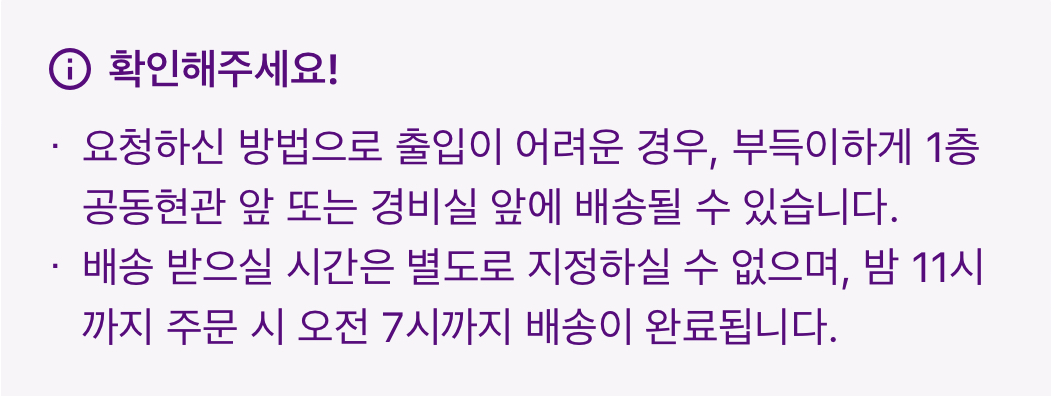 확인해주세요!
· 요청하신 방법으로 출입이 어려운 경우, 부득이하게 1층
공동현관 앞 또는 경비실 앞에 배송될 수 있습니다.
· 배송 받으실 시간은 별도로 지정하실 수 없으며, 밤 11시
까지 주문 시 오전 7시까지 배송이 완료됩니다.